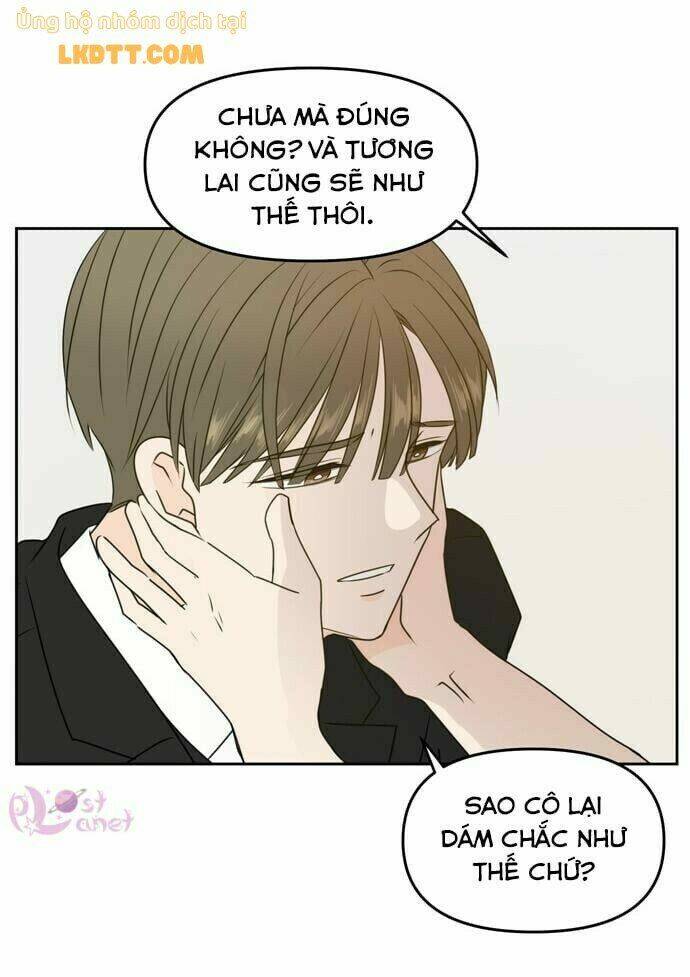 Ủng hộ nhóm dịch tại
LKDTT.COM
CHƯA MÀ ĐÚNG
KHÔNG? VÀ TƯƠNG
LAI CŨNG SẼ NHƯ
THẾ THÔI.
Lost
Planet
SAO CÔ LẠI
DÁM CHẮC NHƯ
THẾ CHỨ?